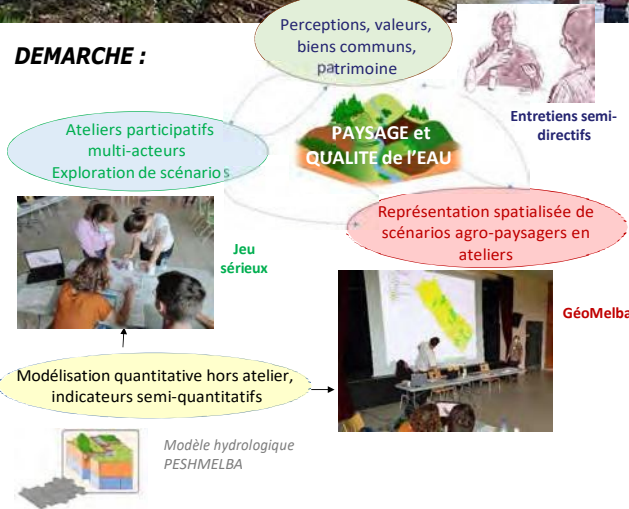 DEMARCHE :
Perceptions, valeurs,
biens communs,
patrimoine
Entretiens semi-
directifs
Ateliers participatifs
multi-acteurs
Exploration de scénarios
PAYSAGE et
QUALITE de l'EAU
Représentation spatialisée de
scénarios agro-paysagers en
ateliers
Jeu
sérieux
GéoMelba
Modélisation quantitative hors atelier,
indicateurs semi-quantitatifs
Modèle hydrologique
PESHMELBA